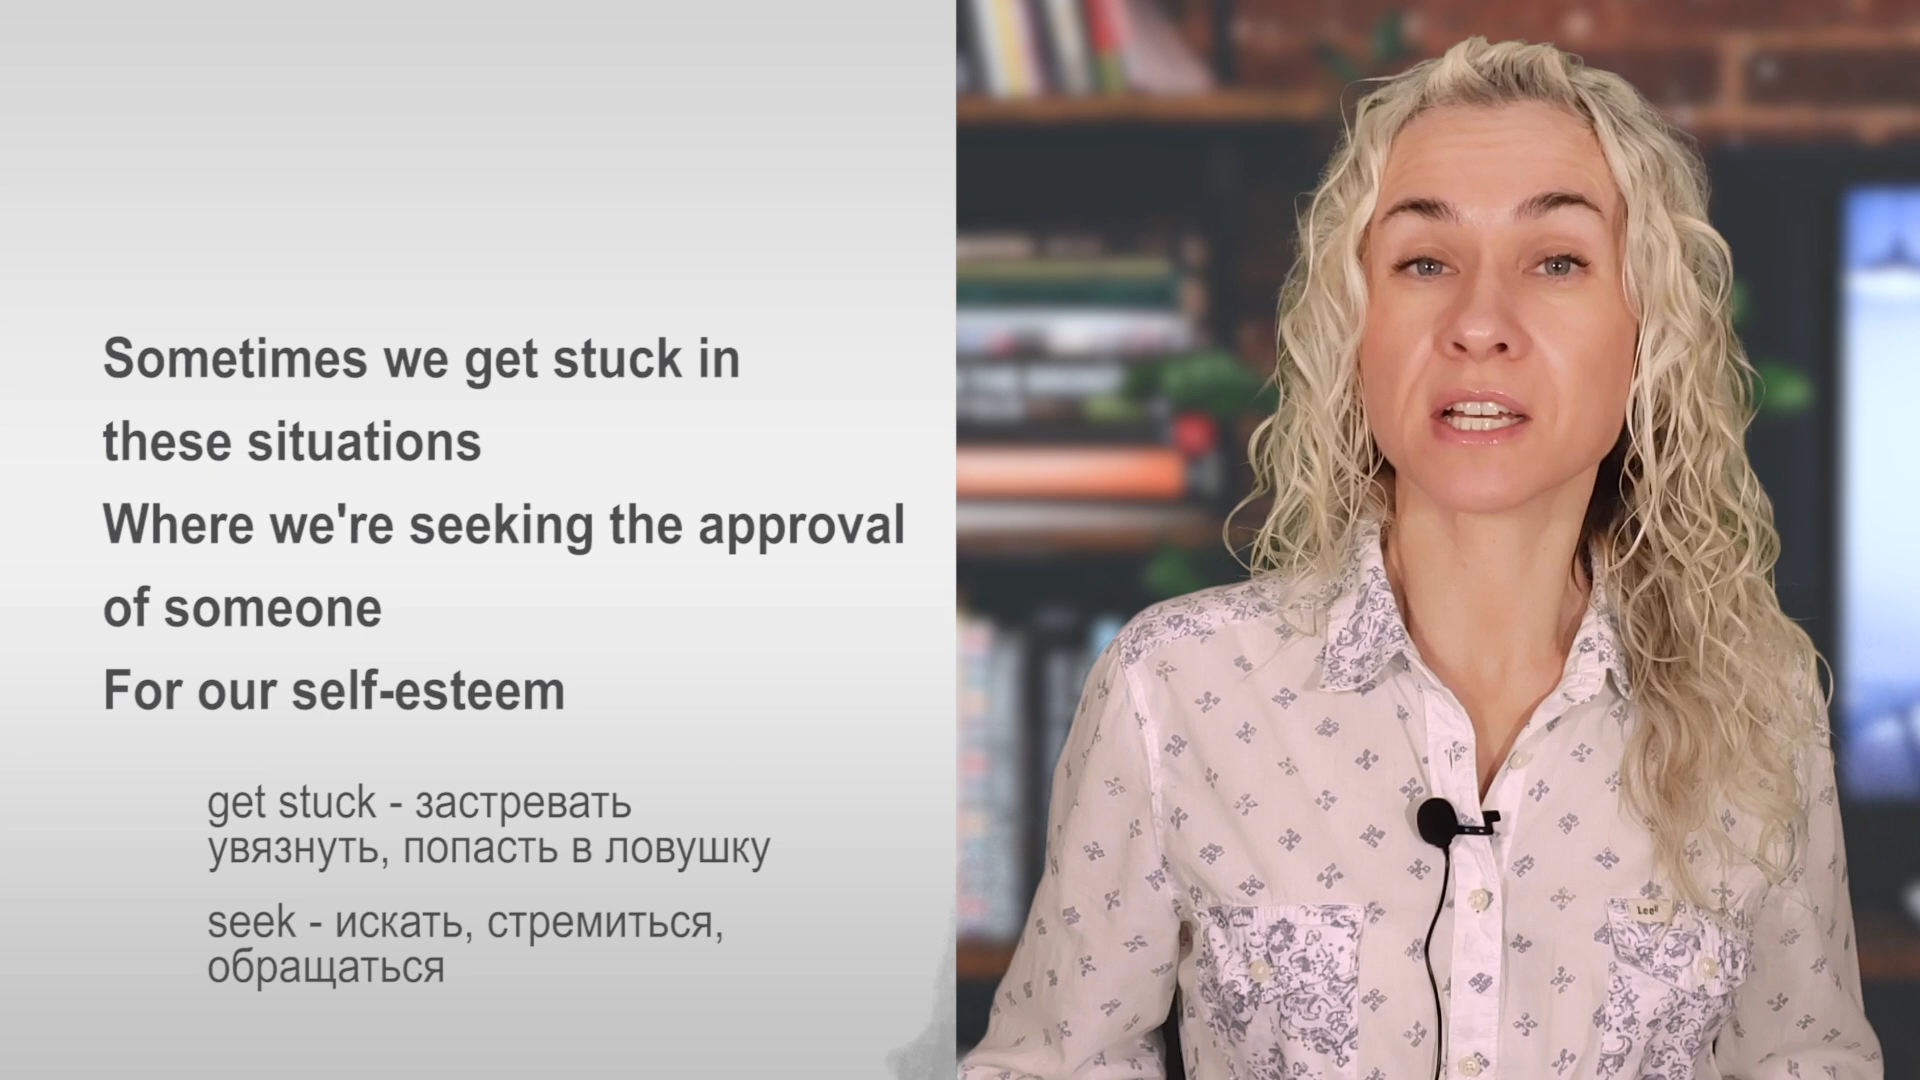 Sometimes we get stuck in
these situations
Where we're seeking the approval
of someone
For our self-esteem
get stuck - застревать
увязнуть, попасть в ловушку
seek - искать, стремиться,
обращаться
Lee